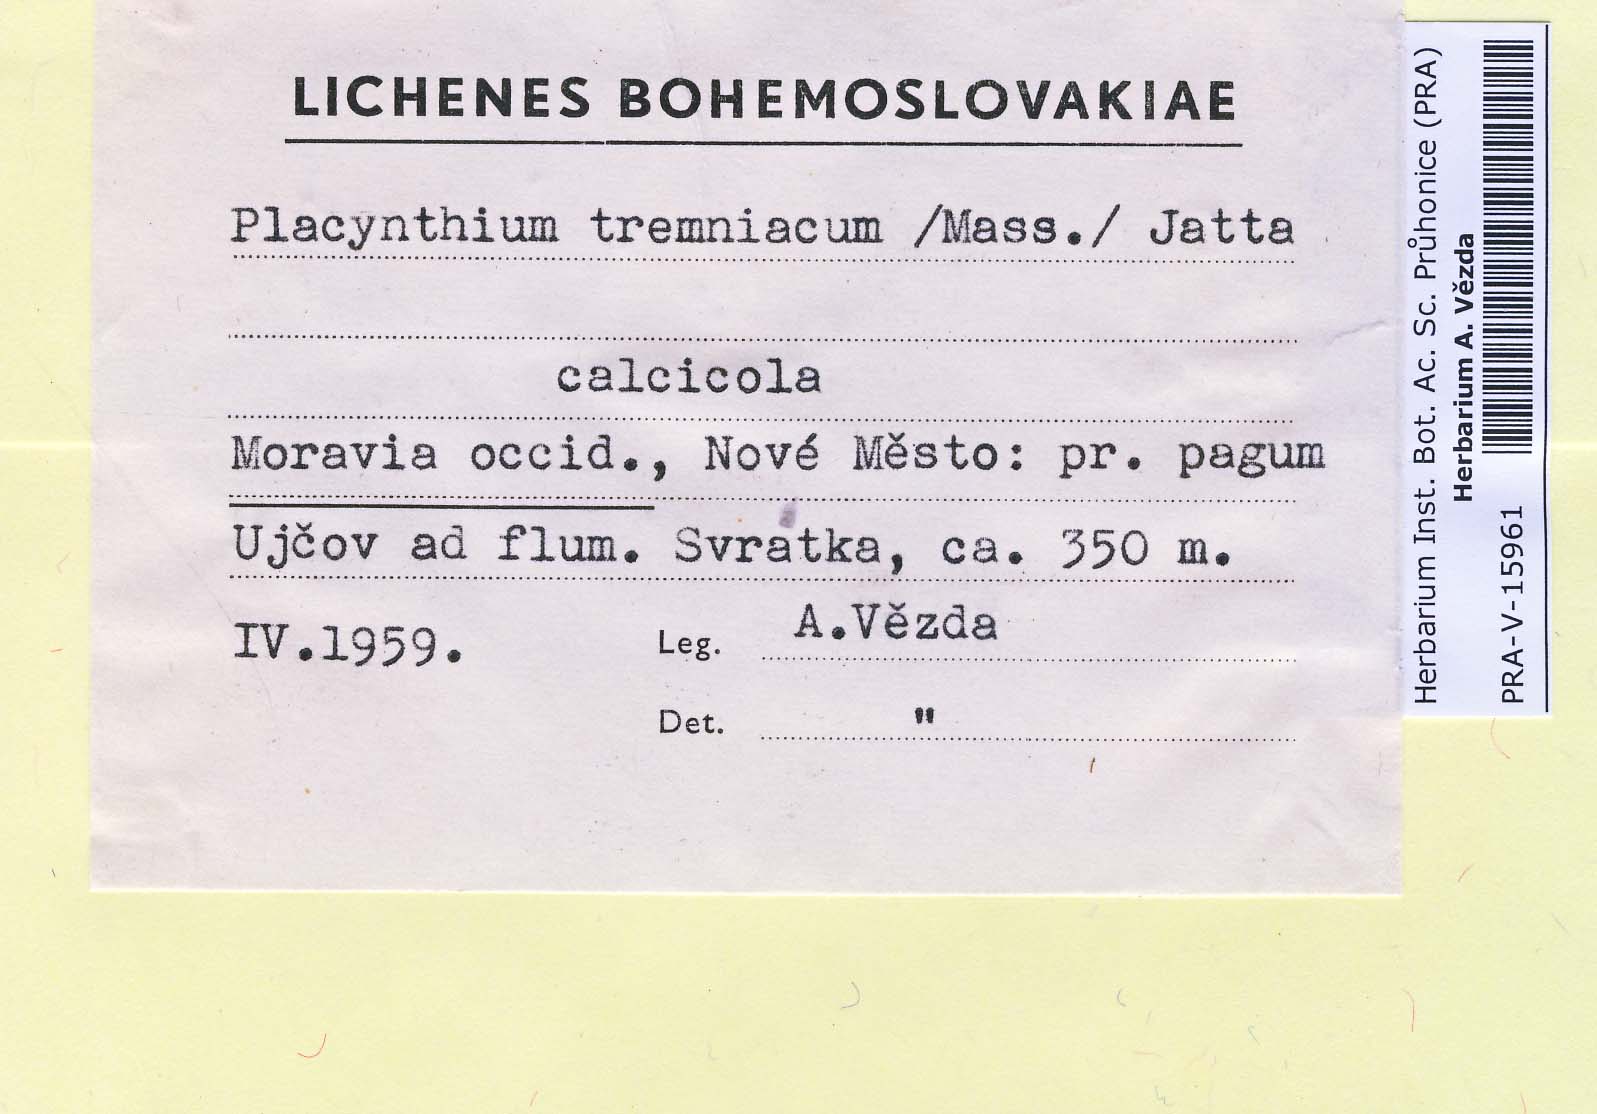 LICHENES BOHEMOSLOVAKIAE
Placynthium tremniacum /Mass./ Jatta
calcicola
Moravia occid., Nové Město: pr. pagum
Ujčov ad flum. Svratka, ca. 350 m.
IV.1959. Leg. A.Vězda
Det. "
Herbarium Inst. Bot. Ac. Sc. Průhonice (PRA)
Herbarium A. Vězda
PRA-V-15961